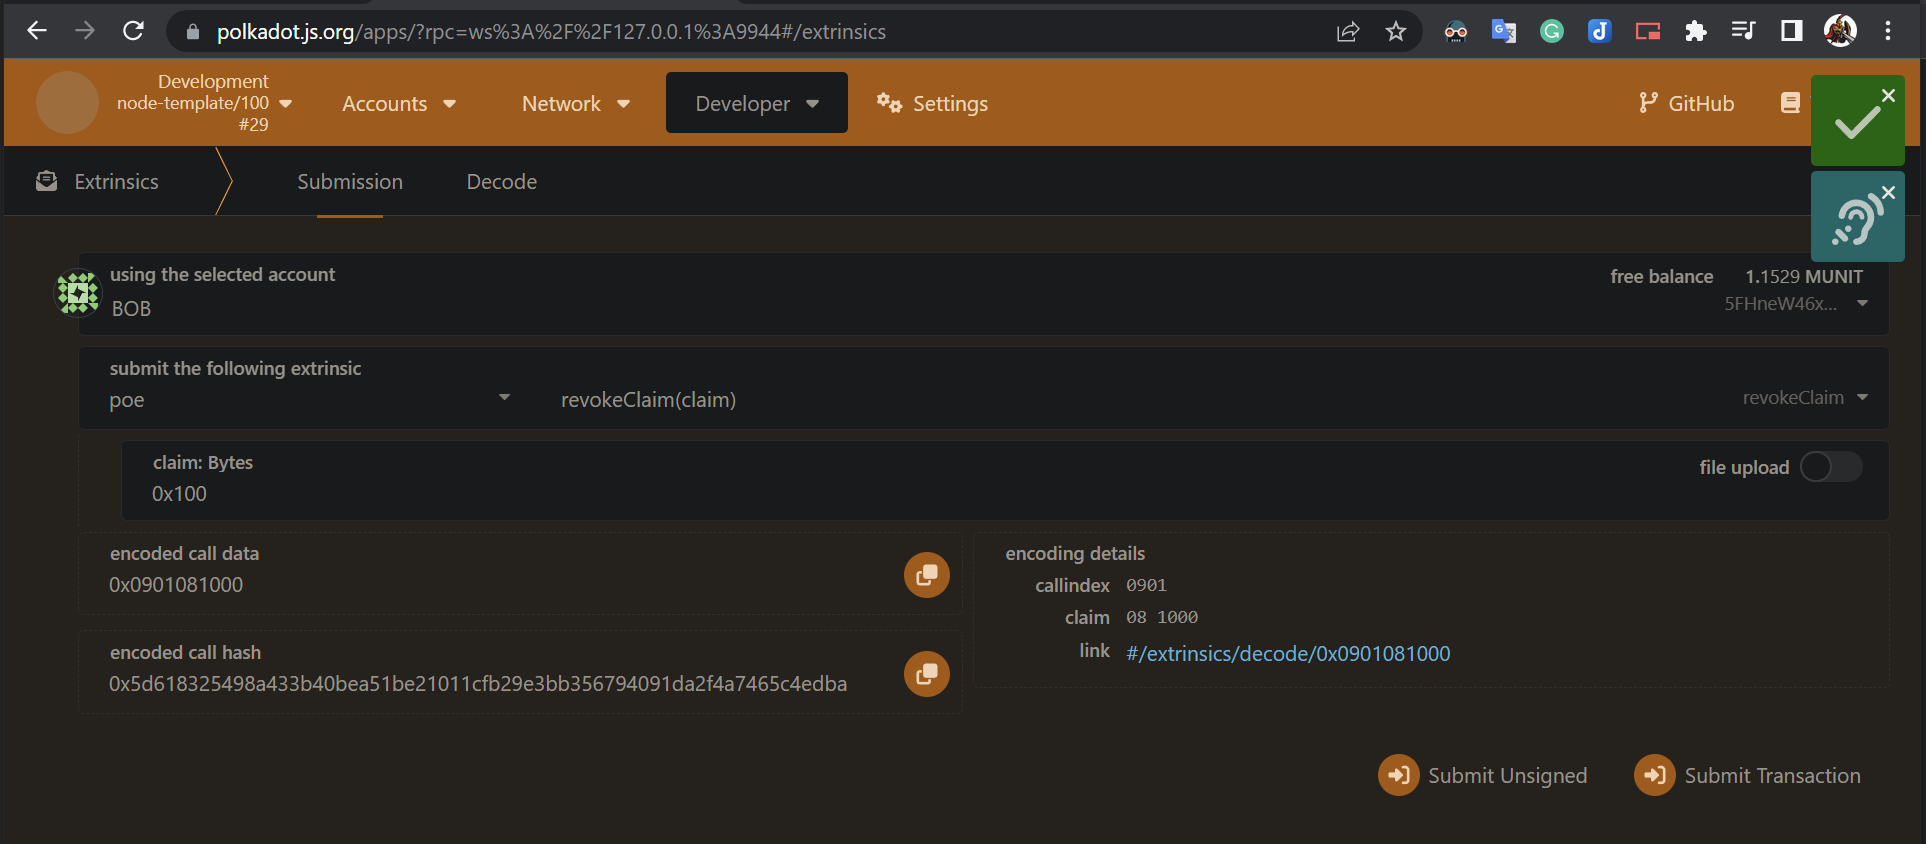 polkadot.js.org/apps/?rpc=ws%3A%2F%2F127.0.0.1%3A9944#/extrinsics
Development
node-template/100
#29
Accounts
Network
Developer
Settings
GitHub
Extrinsics
Submission
Decode
using the selected account
BOB
free balance 1.1529 MUNIT
5FHneW46x...
submit the following extrinsic
poe
revokeClaim(claim)
revokeClaim
claim: Bytes
0x100
file upload
encoded call data
0x0901081000
encoded call hash
0x5d618325498a433b40bea51be21011cfb29e3bb356794091da2f4a7465c4edba
encoding details
callindex 0901
claim 08 1000
link #/extrinsics/decode/0x0901081000
Submit Unsigned
Submit Transaction